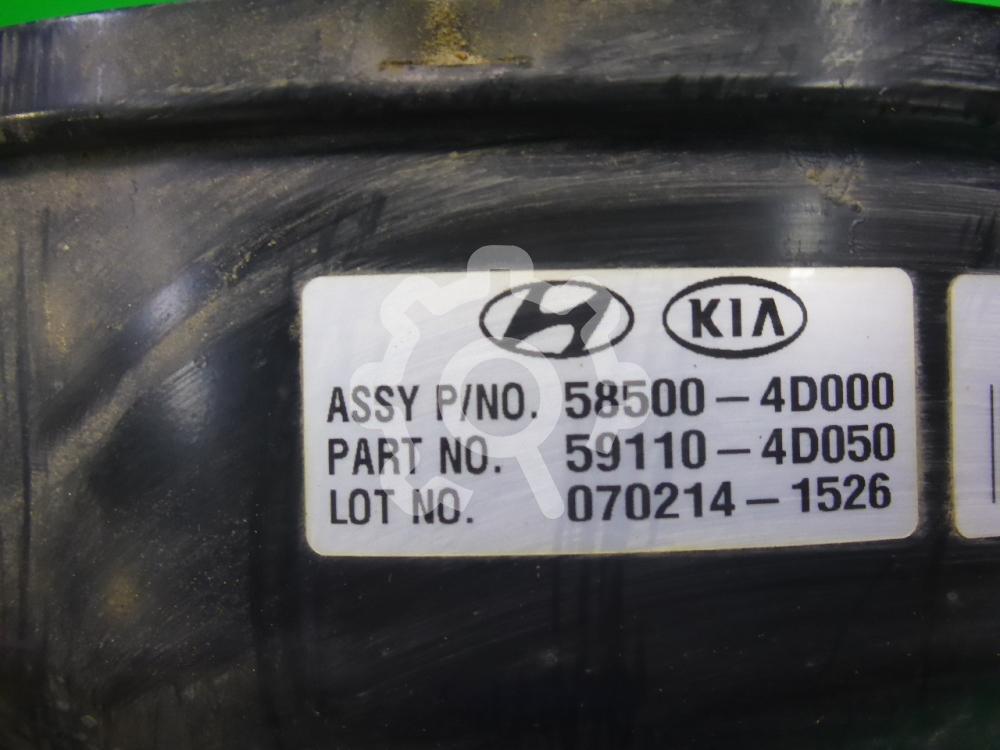 KIA
ASSY P/NO. 58500-4D000
PART NO. 59110-4D050
LOT NO. 070214-1526